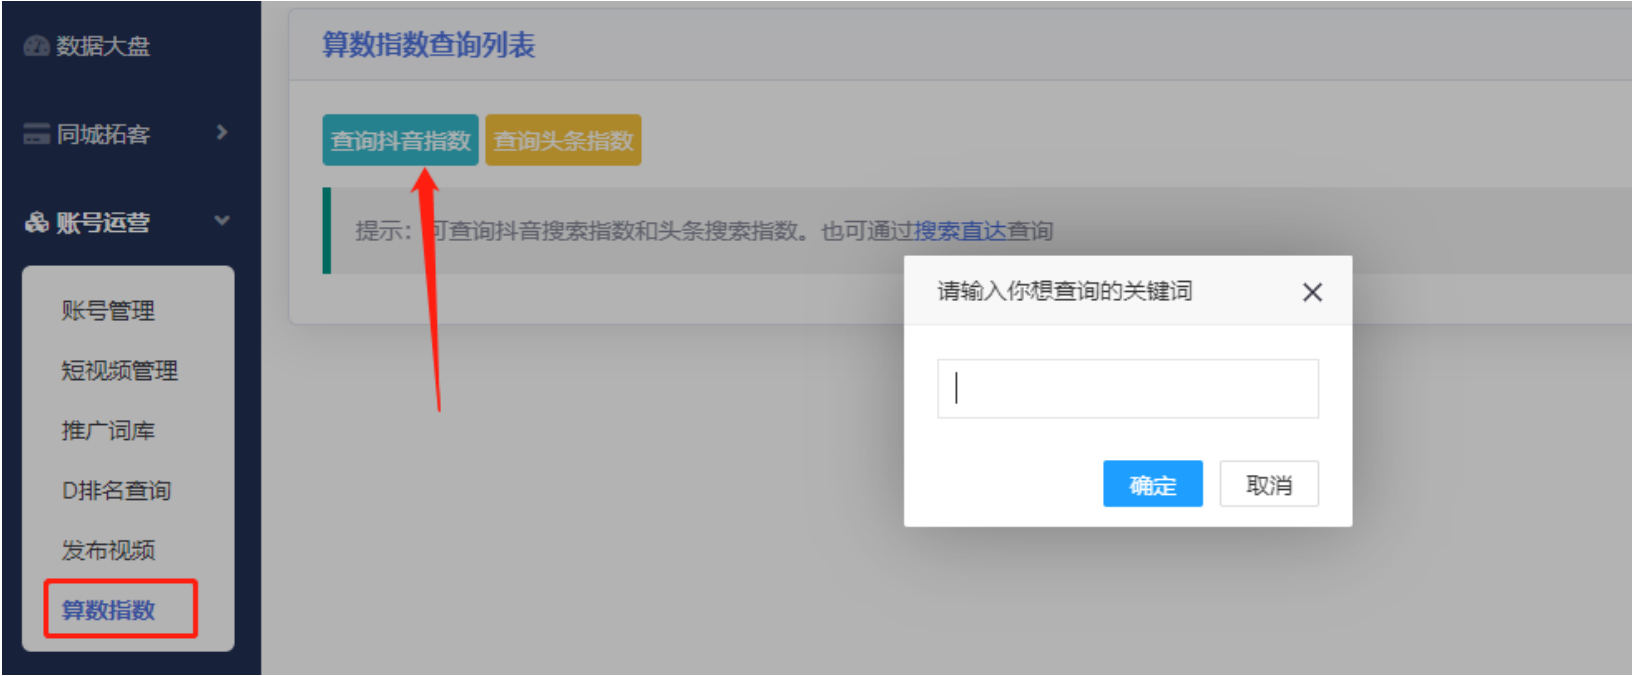 数据大盘
同城拓客
账号运营
账号管理
短视频管理
推广词库
D排名查询
发布视频
算数指数
算数指数查询列表
查询抖音指数 查询头条指数
提示：可查询抖音搜索指数和头条搜索指数。也可通过搜索直达查询
请输入你想查询的关键词
确定 取消